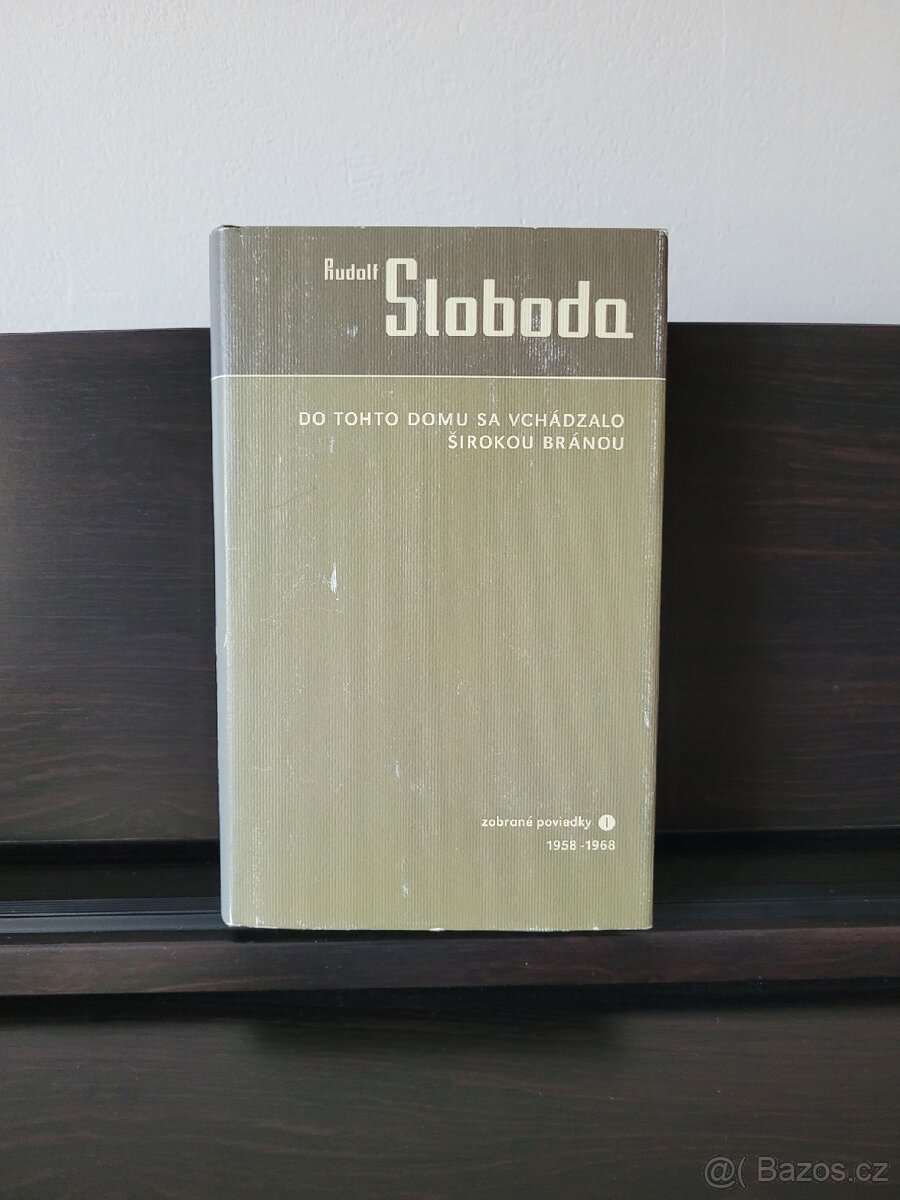 Rudolf Sloboda
DO TOHTO DOMU SA VCHÁDZALO
ŠIROKOU BRÁNOU
zobrané poviedky I
1958-1968
@( Bazos.cz